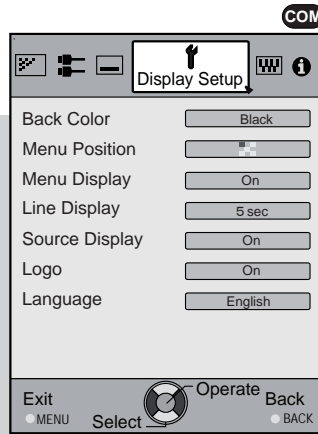 COM
Display Setup
Back Color Black
Menu Position
Menu Display On
Line Display 5 sec
Source Display On
Logo On
Language English
Exit Operate Back
MENU Select BACK